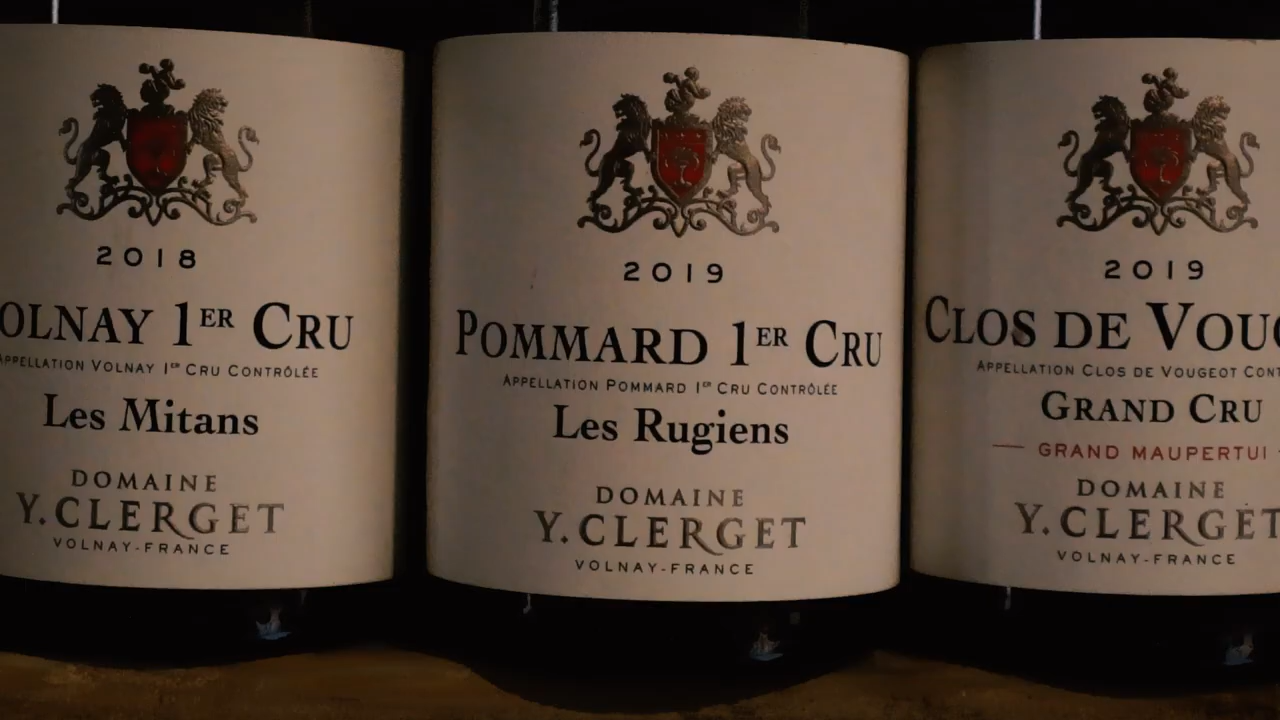 2018
OLNAY 1ER CRU
APPELLATION VOLNAY 1ER CRU CONTRÔLÉE
Les Mitans
DOMAINE
Y. CLERGET
VOLNAY-FRANCE
2019
POMMARD 1ER CRU
APPELLATION POMMARD 1ER CRU CONTRÔLÉE
Les Rugiens
DOMAINE
Y. CLERGET
VOLNAY-FRANCE
2019
CLOS DE VOUG
APPELLATION CLOS DE VOUGEOT CONT
GRAND CRU
GRAND MAUPERTUI
DOMAINE
Y. CLERGET
VOLNAY-FRANCE